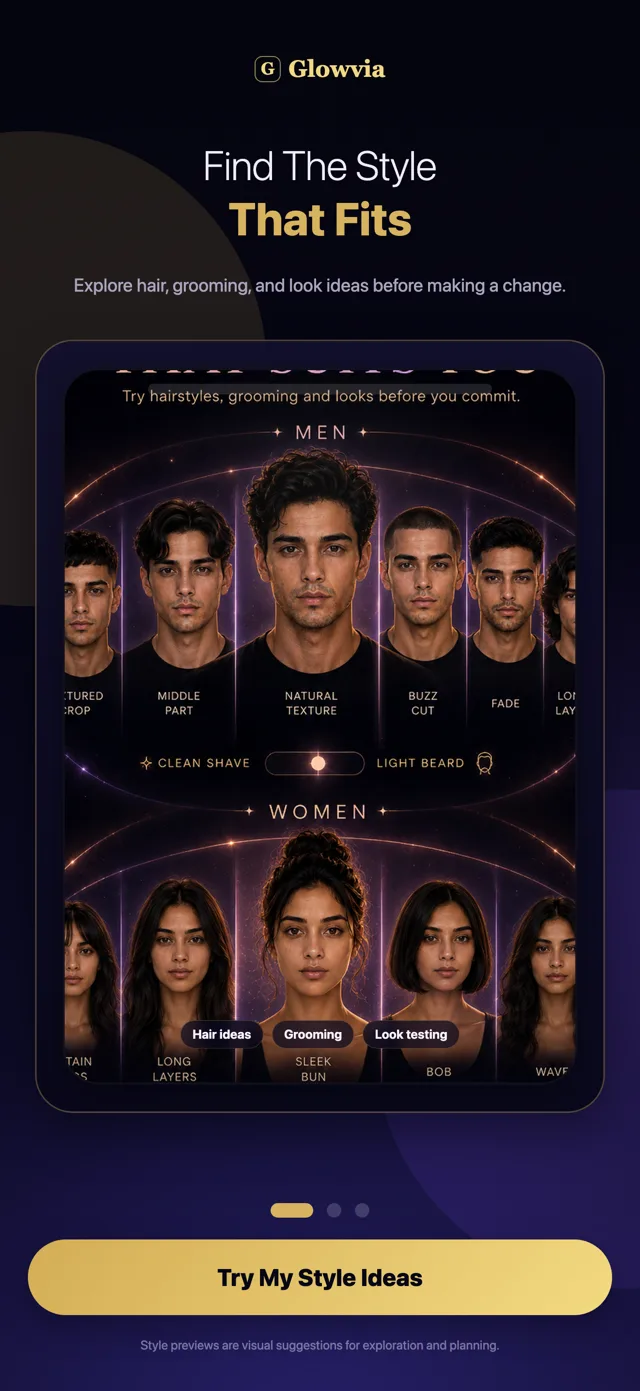 G Glowvia
Find The Style
That Fits
Explore hair, grooming, and look ideas before making a change.
Try hairstyles, grooming and looks before you commit.
MEN
MIDDLE
PART
NATURAL
TEXTURE
BUZZ
CUT
FADE
CLEAN SHAVE
LIGHT BEARD
WOMEN
Hair ideas
Grooming
Look testing
LONG
LAYERS
SLEEK
BUN
BOB
Try My Style Ideas
Style previews are visual suggestions for exploration and planning.